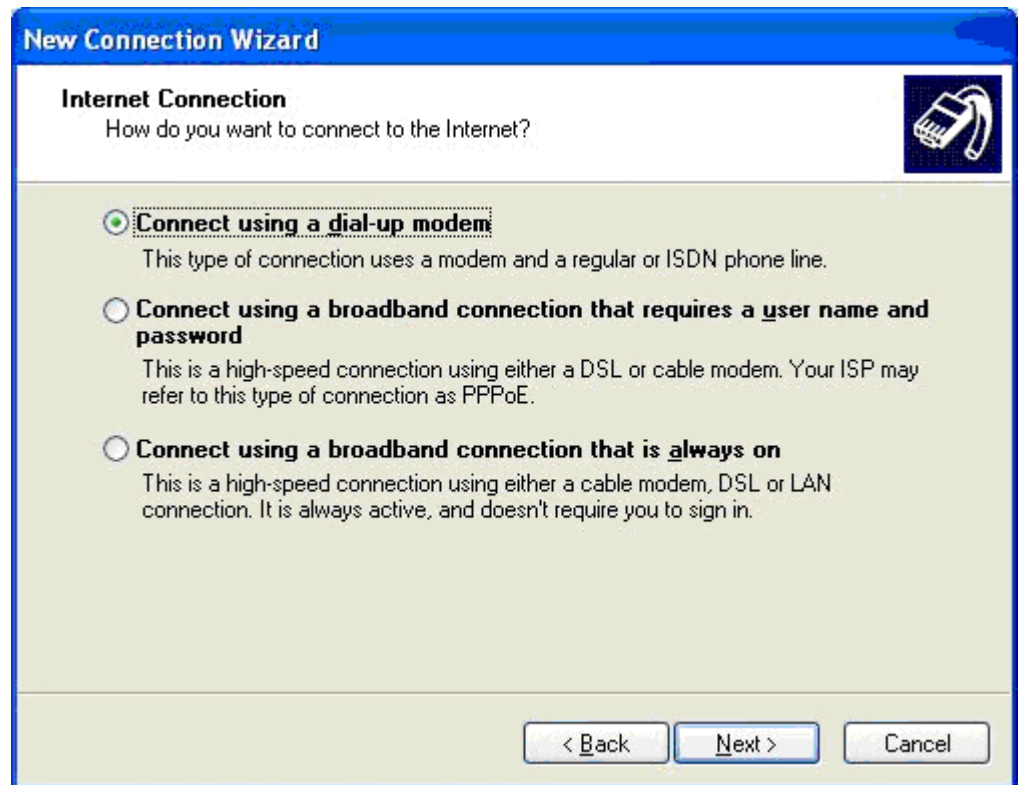 New Connection Wizard
Internet Connection
How do you want to connect to the Internet?
Connect using a dial-up modem
This type of connection uses a modem and a regular or ISDN phone line.
Connect using a broadband connection that requires a user name and
password
This is a high-speed connection using either a DSL or cable modem. Your ISP may
refer to this type of connection as PPPoE.
Connect using a broadband connection that is always on
This is a high-speed connection using either a cable modem, DSL or LAN
connection. It is always active, and doesn't require you to sign in.
< Back Next > Cancel